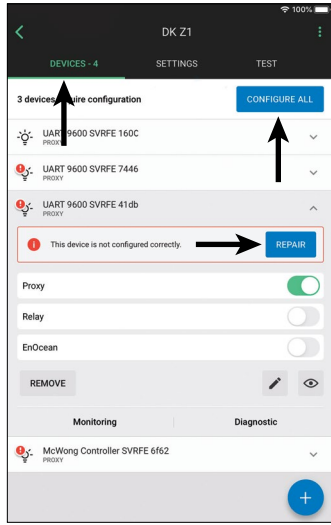 100%
DK Z1
DEVICES - 4 SETTINGS TEST
3 devices require configuration CONFIGURE ALL
UART 9600 SVRFE 160C
PROXY
UART 9600 SVRFE 7446
PROXY
UART 9600 SVRFE 41db
PROXY
This device is not configured correctly. REPAIR
Proxy
Relay
EnOcean
REMOVE
Monitoring Diagnostic
McWong Controller SVRFE 6f62
PROXY